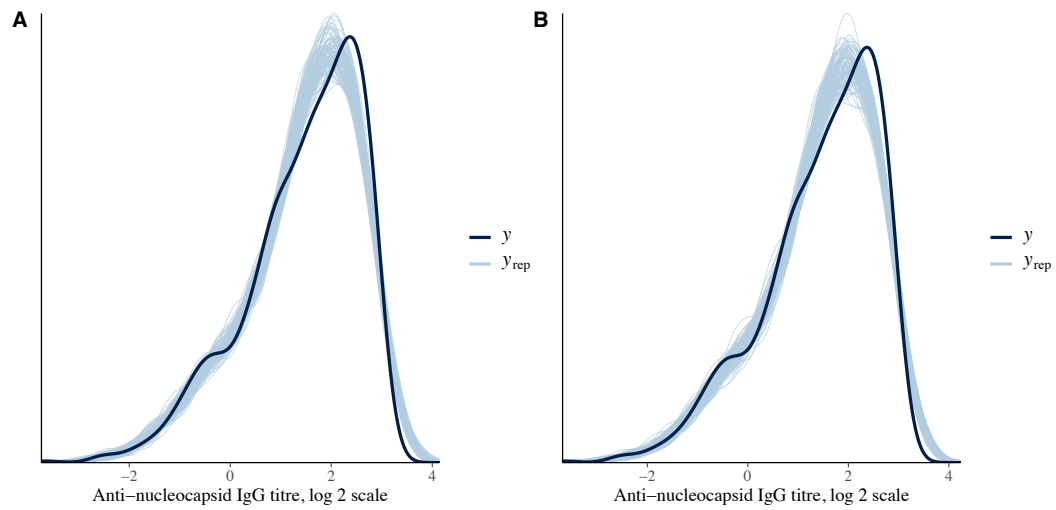 A
y
y rep
−2 0 2 4
Anti−nucleocapsid IgG titre, log 2 scale
B
y
y rep
−2 0 2 4
Anti−nucleocapsid IgG titre, log 2 scale